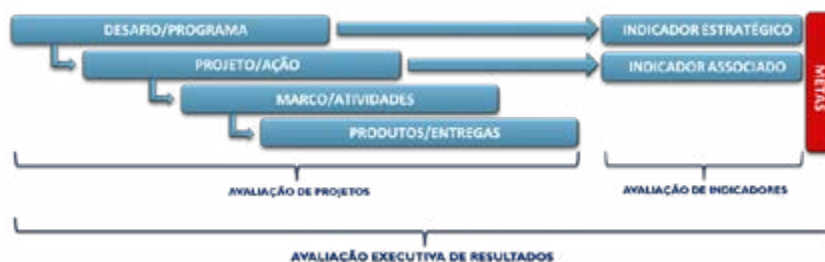 DESAFIO/PROGRAMA
INDICADOR ESTRATÉGICO
PROJETO/AÇÃO
INDICADOR ASSOCIADO
MARCO/ATIVIDADES
PRODUTOS/ENTREGAS
METAS
AVALIAÇÃO DE PROJETOS
AVALIAÇÃO DE INDICADORES
AVALIAÇÃO EXECUTIVA DE RESULTADOS